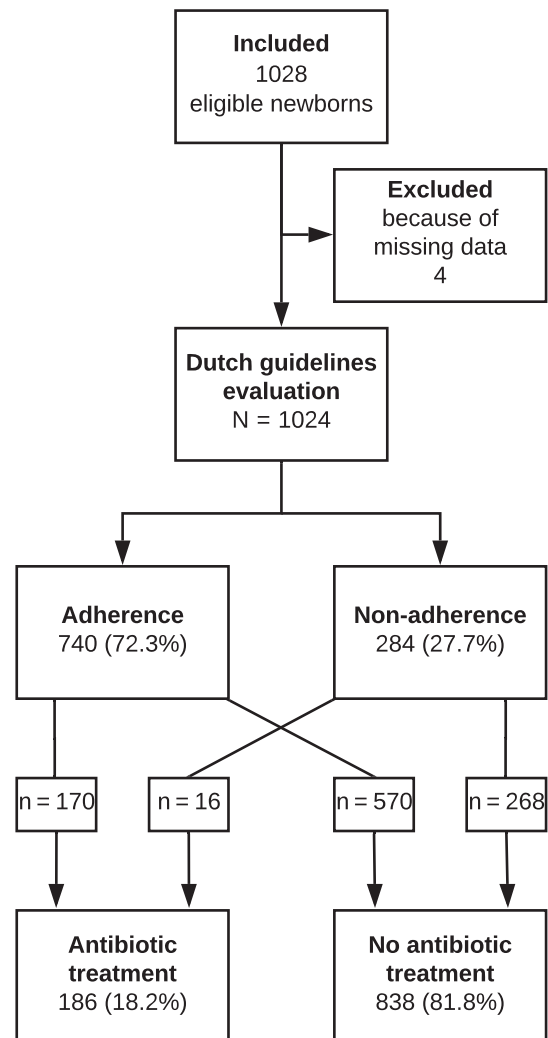 Included
1028
eligible newborns
Excluded
because of
missing data
4
Dutch guidelines
evaluation
N = 1024
Adherence
740 (72.3%)
Non-adherence
284 (27.7%)
n = 170
n = 16
n = 570
n = 268
Antibiotic
treatment
186 (18.2%)
No antibiotic
treatment
838 (81.8%)